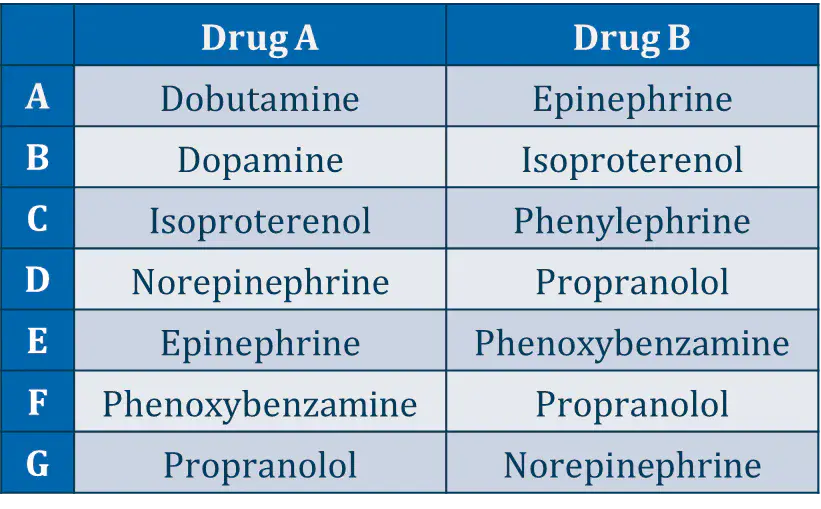 Drug A Drug B
A Dobutamine Epinephrine
B Dopamine Isoproterenol
C Isoproterenol Phenylephrine
D Norepinephrine Propranolol
E Epinephrine Phenoxybenzamine
F Phenoxybenzamine Propranolol
G Propranolol Norepinephrine